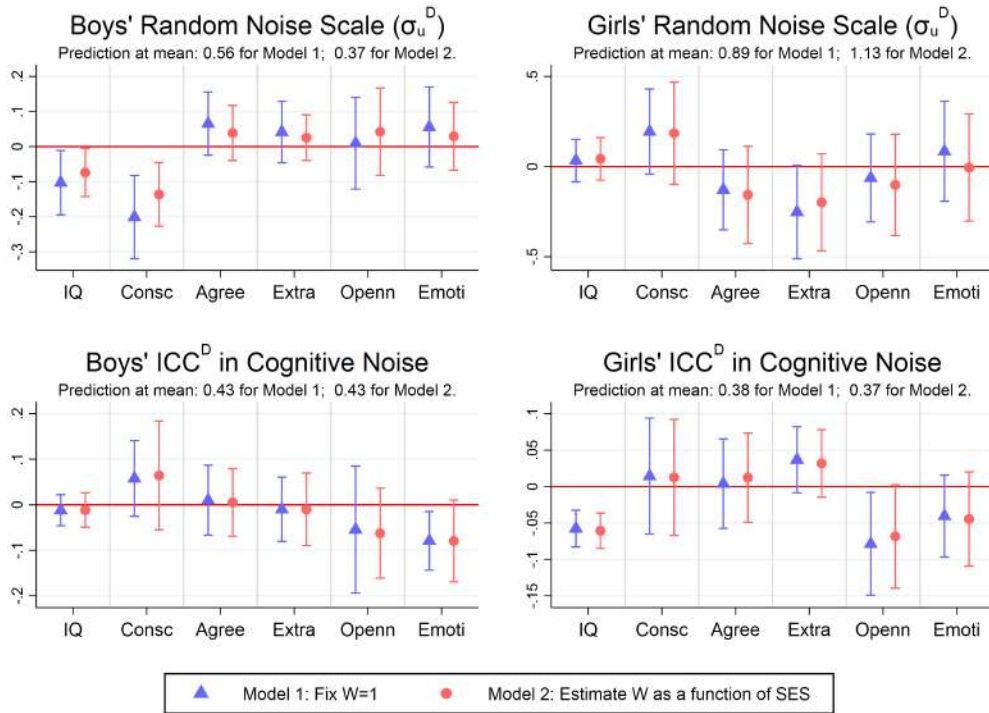 Boys' Random Noise Scale (σᵤᴰ)
Prediction at mean: 0.56 for Model 1; 0.37 for Model 2.
.2
.1
0
-.1
-.2
-.3
IQ Consc Agree Extra Openn Emoti
Girls' Random Noise Scale (σᵤᴰ)
Prediction at mean: 0.89 for Model 1; 1.13 for Model 2.
.5
0
-.5
IQ Consc Agree Extra Openn Emoti
Boys' ICCᴰ in Cognitive Noise
Prediction at mean: 0.43 for Model 1; 0.43 for Model 2.
.2
.1
0
-.1
-.2
IQ Consc Agree Extra Openn Emoti
Girls' ICCᴰ in Cognitive Noise
Prediction at mean: 0.38 for Model 1; 0.37 for Model 2.
.1
.05
0
-.05
-.1
-.15
IQ Consc Agree Extra Openn Emoti
Model 1: Fix W=1 Model 2: Estimate W as a function of SES